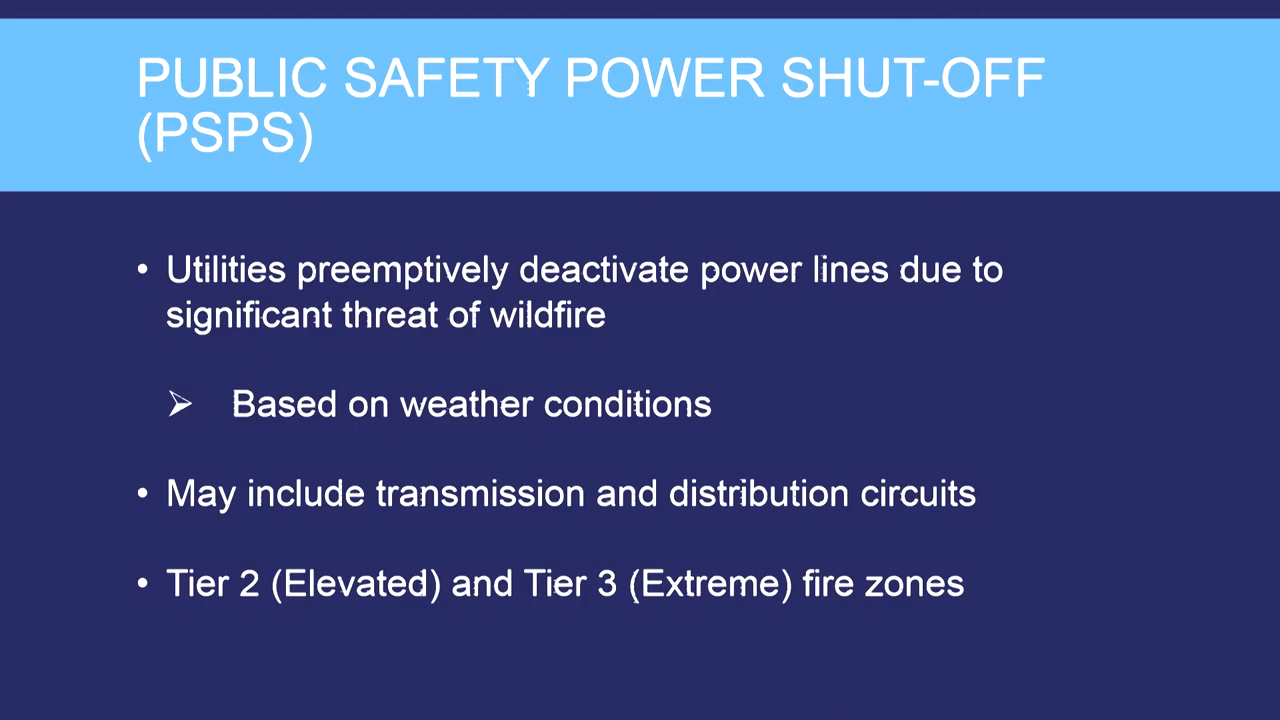 PUBLIC SAFETY POWER SHUT-OFF
(PSPS)
• Utilities preemptively deactivate power lines due to
significant threat of wildfire
➢ Based on weather conditions
• May include transmission and distribution circuits
• Tier 2 (Elevated) and Tier 3 (Extreme) fire zones